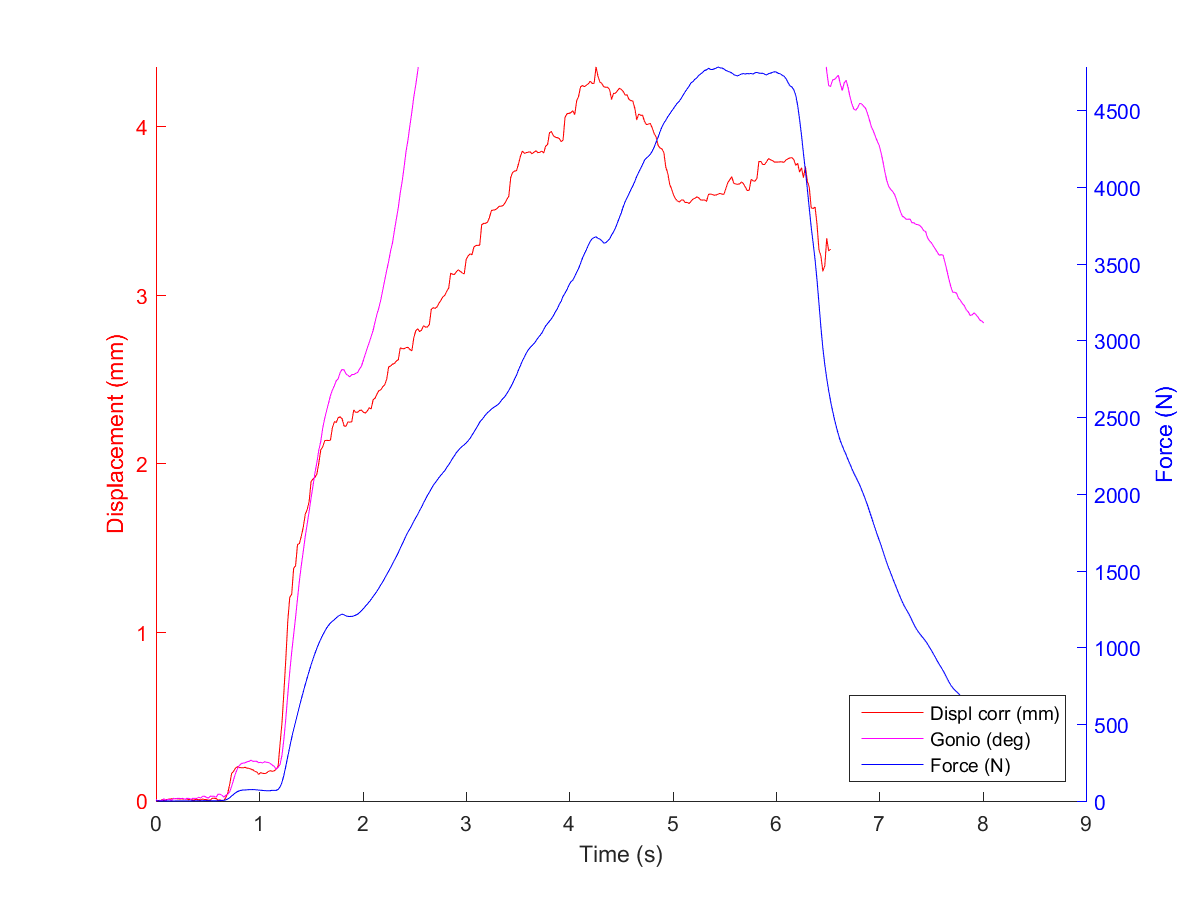 4
3
2
1
0
Displacement (mm)
4500
4000
3500
3000
2500
2000
1500
1000
500
0
Force (N)
Displ corr (mm)
Gonio (deg)
Force (N)
0 1 2 3 4 5 6 7 8 9
Time (s)